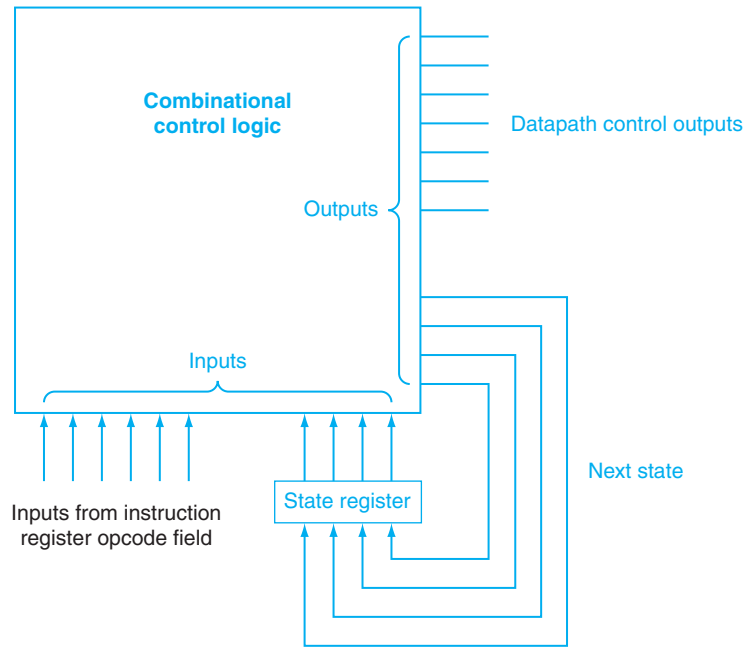 Combinational
control logic
Datapath control outputs
Outputs
Inputs
Next state
State register
Inputs from instruction
register opcode field